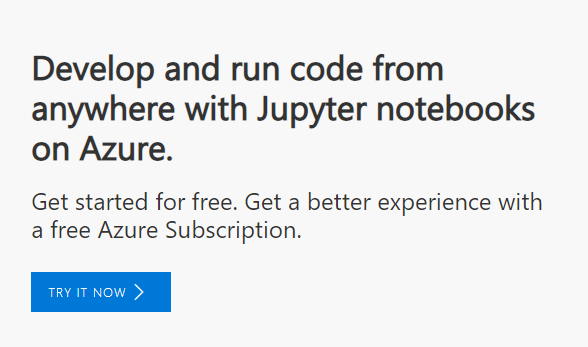 Develop and run code from
anywhere with Jupyter notebooks
on Azure.
Get started for free. Get a better experience with
a free Azure Subscription.
TRY IT NOW